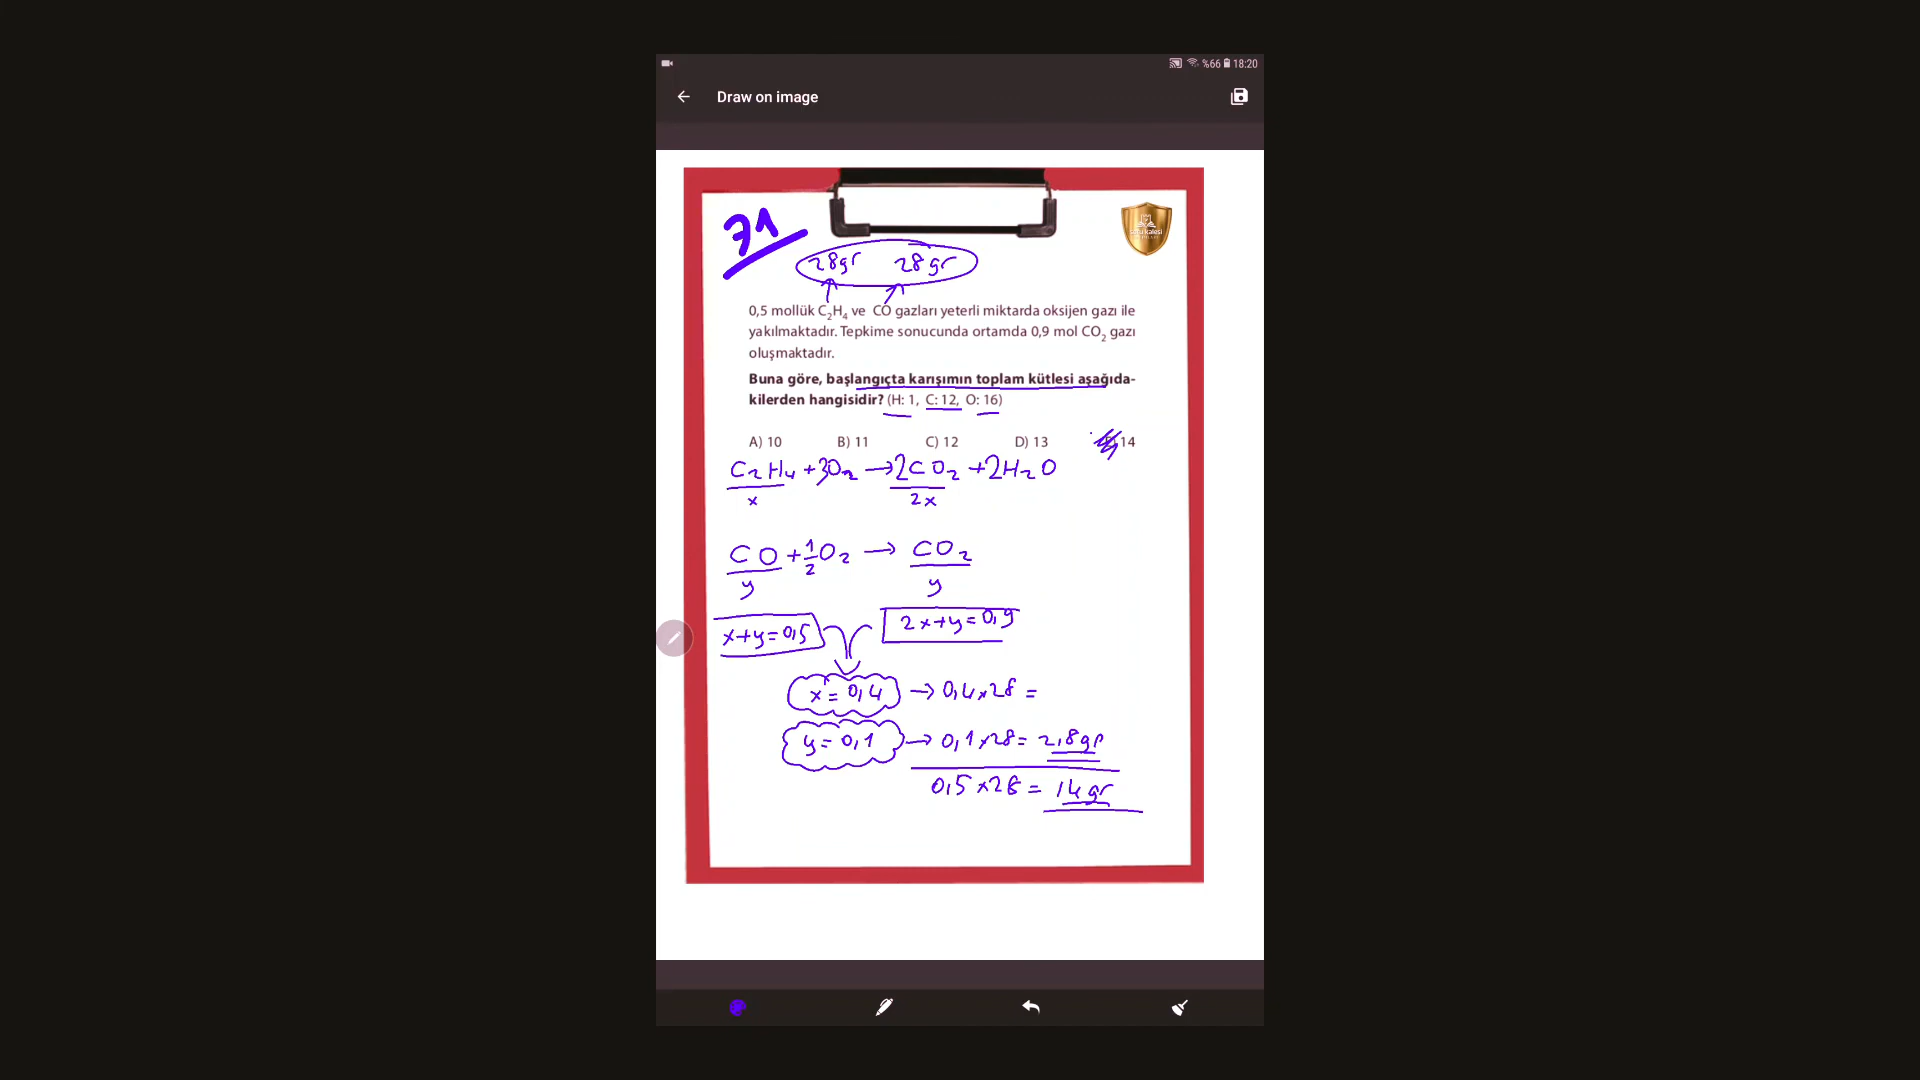 %66 18:20
Draw on image
71
28gr 28gr
0,5 mollük C₂H₄ ve CO gazları yeterli miktarda oksijen gazı ile
yakılmaktadır. Tepkime sonucunda ortamda 0,9 mol CO₂ gazı
oluşmaktadır.
Buna göre, başlangıçta karışımın toplam kütlesi aşağıda-
kilerden hangisidir? (H: 1, C: 12, O: 16)
A) 10 B) 11 C) 12 D) 13 14
C₂H₄ + 3O₂ → 2CO₂ + 2H₂O
x 2x
CO + 1/2 O₂ → CO₂
y y
x+y=0,5 2x+y=0,9
x=0,4 → 0,4x28 =
y=0,1 → 0,1x28= 2,8gr
0,5x28 = 14gr